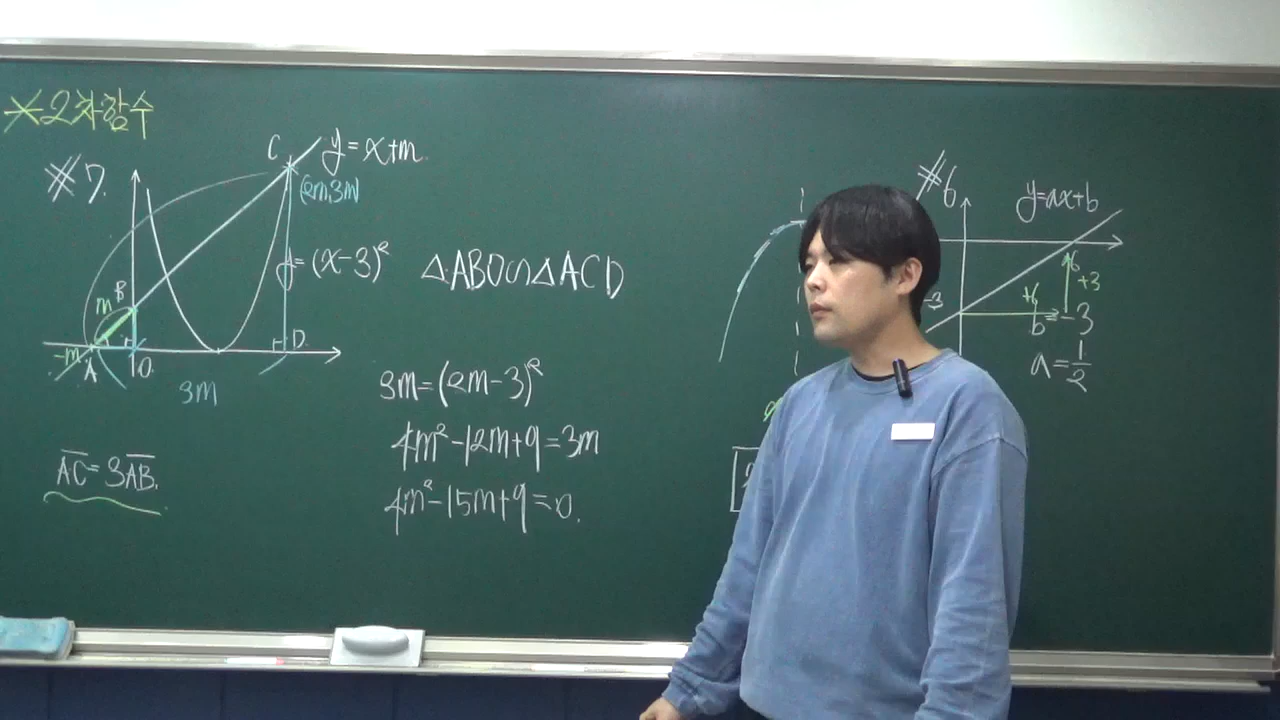 *2차함수
#7.
C y=x+m
(2m,3m)
y=(x-3)²
m B
-m A O D
3m
AC=3AB.
△ABO∽△ACD
3m=(2m-3)²
4m²-12m+9=3m
4m²-15m+9=0.
#6
y=ax+b
6
-3
+6
+3
b=-3
a=1/2